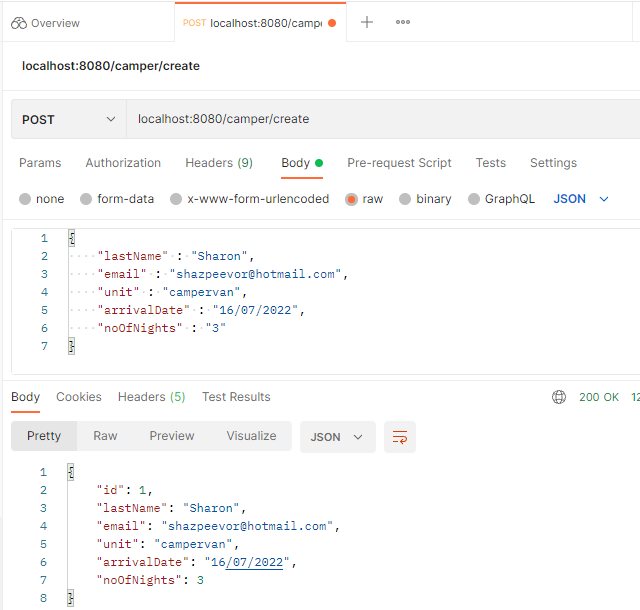 Overview POST localhost:8080/campe
localhost:8080/camper/create
POST localhost:8080/camper/create
Params Authorization Headers (9) Body Pre-request Script Tests Settings
none form-data x-www-form-urlencoded raw binary GraphQL JSON
1 {
2 "lastName" : "Sharon",
3 "email" : "shazpeevor@hotmail.com",
4 "unit" : "campervan",
5 "arrivalDate" : "16/07/2022",
6 "noOfNights" : "3"
7 }
Body Cookies Headers (5) Test Results 200 OK 12
Pretty Raw Preview Visualize JSON
1 {
2 "id": 1,
3 "lastName": "Sharon",
4 "email": "shazpeevor@hotmail.com",
5 "unit": "campervan",
6 "arrivalDate": "16/07/2022",
7 "noOfNights": 3
8 }